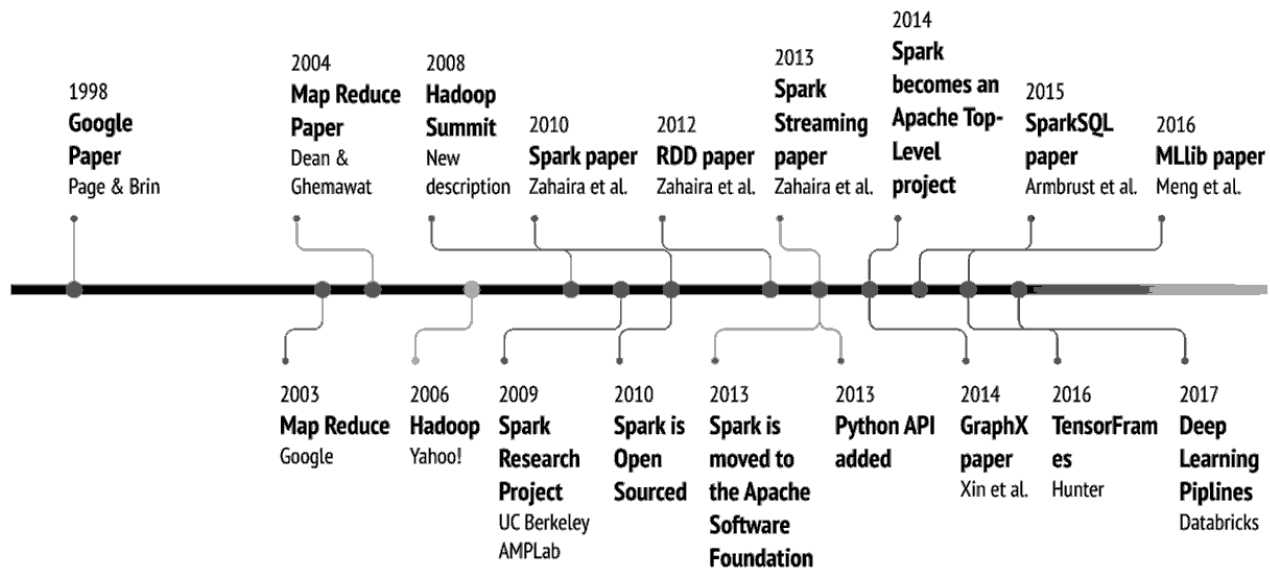 1998
Google
Paper
Page & Brin
2004
Map Reduce
Paper
Dean &
Ghemawat
2008
Hadoop
Summit
New
description
2010
Spark paper
Zahaira et al.
2012
RDD paper
Zahaira et al.
2013
Spark
Streaming
paper
Zahaira et al.
2014
Spark
becomes an
Apache Top-
Level
project
2015
SparkSQL
paper
Armbrust et al.
2016
MLlib paper
Meng et al.
2003
Map Reduce
Google
2006
Hadoop
Yahoo!
2009
Spark
Research
Project
UC Berkeley
AMPLab
2010
Spark is
Open
Sourced
2013
Spark is
moved to
the Apache
Software
Foundation
2013
Python API
added
2014
GraphX
paper
Xin et al.
2016
TensorFram
es
Hunter
2017
Deep
Learning
Piplines
Databricks